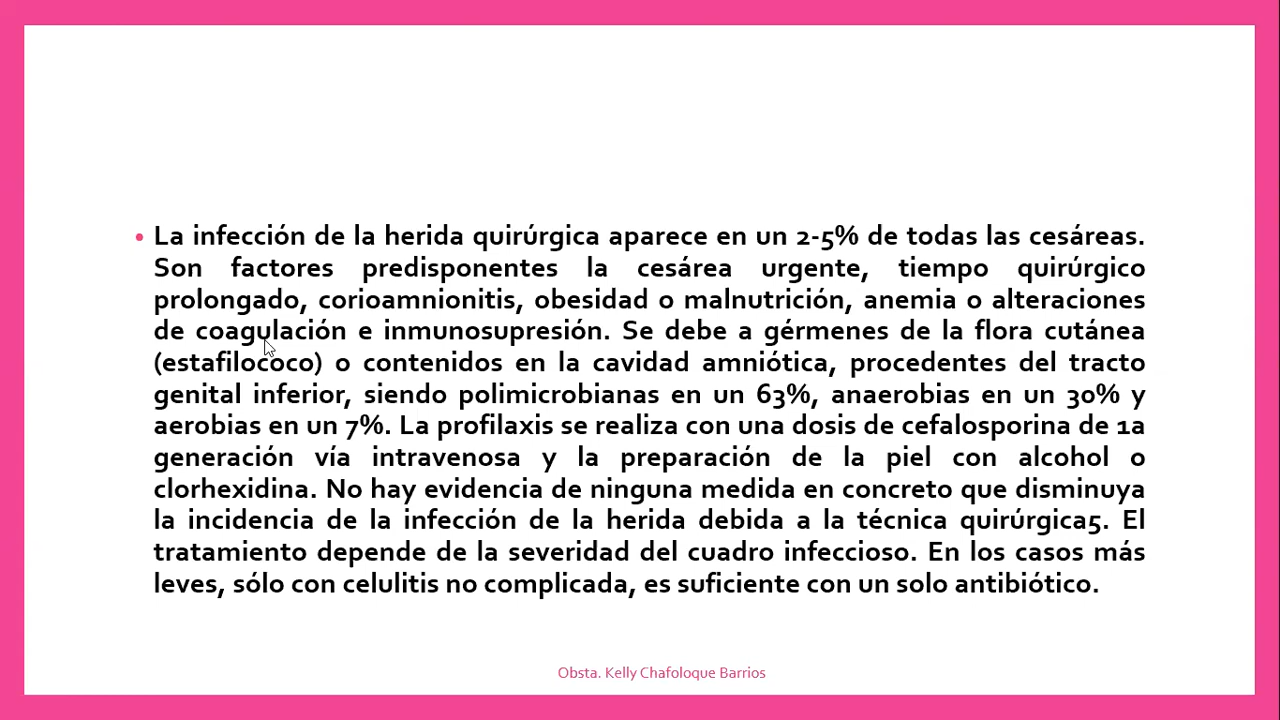 • La infección de la herida quirúrgica aparece en un 2-5% de todas las cesáreas.
Son factores predisponentes la cesárea urgente, tiempo quirúrgico
prolongado, corioamnionitis, obesidad o malnutrición, anemia o alteraciones
de coagulación e inmunosupresión. Se debe a gérmenes de la flora cutánea
(estafilococo) o contenidos en la cavidad amniótica, procedentes del tracto
genital inferior, siendo polimicrobianas en un 63%, anaerobias en un 30% y
aerobias en un 7%. La profilaxis se realiza con una dosis de cefalosporina de 1a
generación vía intravenosa y la preparación de la piel con alcohol o
clorhexidina. No hay evidencia de ninguna medida en concreto que disminuya
la incidencia de la infección de la herida debida a la técnica quirúrgica5. El
tratamiento depende de la severidad del cuadro infeccioso. En los casos más
leves, sólo con celulitis no complicada, es suficiente con un solo antibiótico.
Obsta. Kelly Chafoloque Barrios